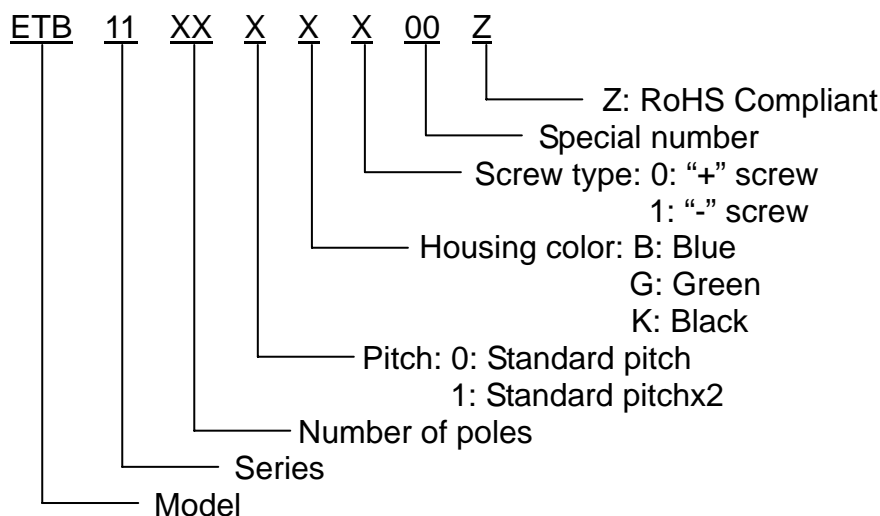 ETB 11 XX X X X 00 Z
Z: RoHS Compliant
Special number
Screw type: 0: “+” screw
1: “-” screw
Housing color: B: Blue
G: Green
K: Black
Pitch: 0: Standard pitch
1: Standard pitchx2
Number of poles
Series
Model